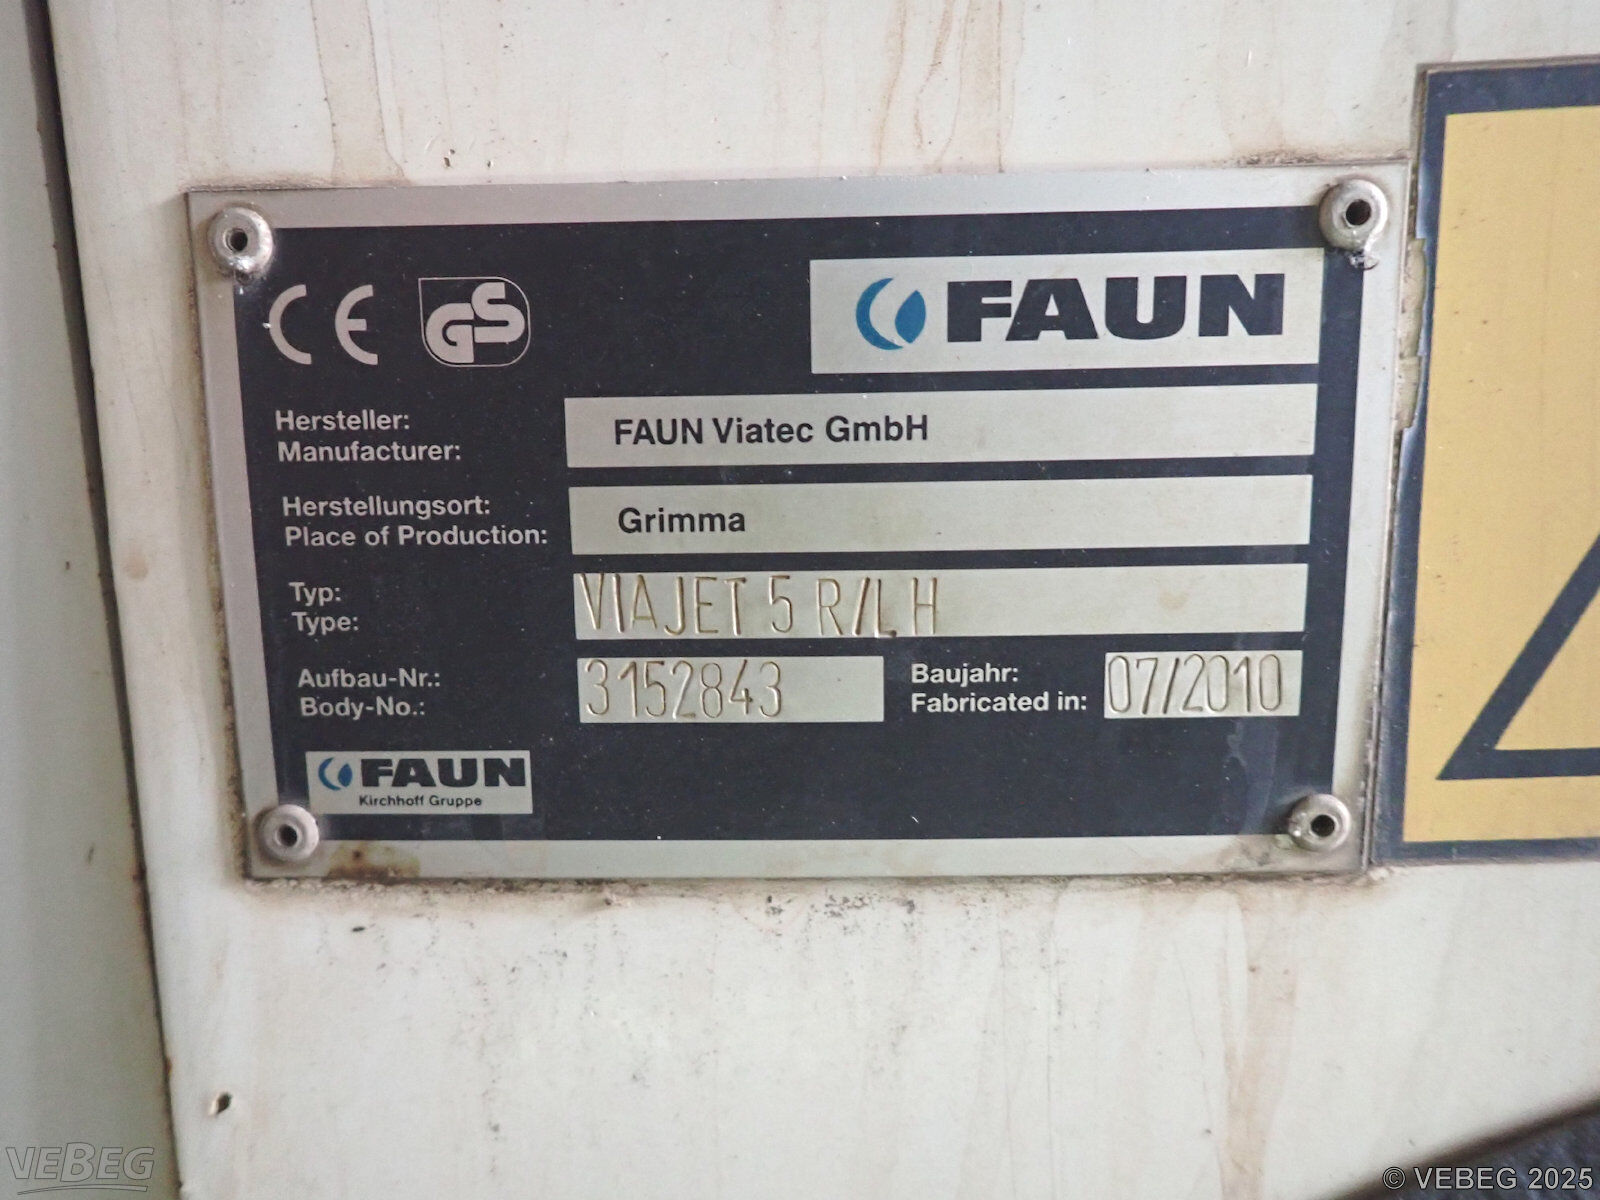 CE GS FAUN
Hersteller:
Manufacturer:
FAUN Viatec GmbH
Herstellungsort:
Place of Production:
Grimma
Typ:
Type:
VIAJET 5 R/L H
Aufbau-Nr.:
Body-No.:
3152843
Baujahr:
Fabricated in:
07/2010
FAUN
Kirchhoff Gruppe
VEBEG
© VEBEG 2025